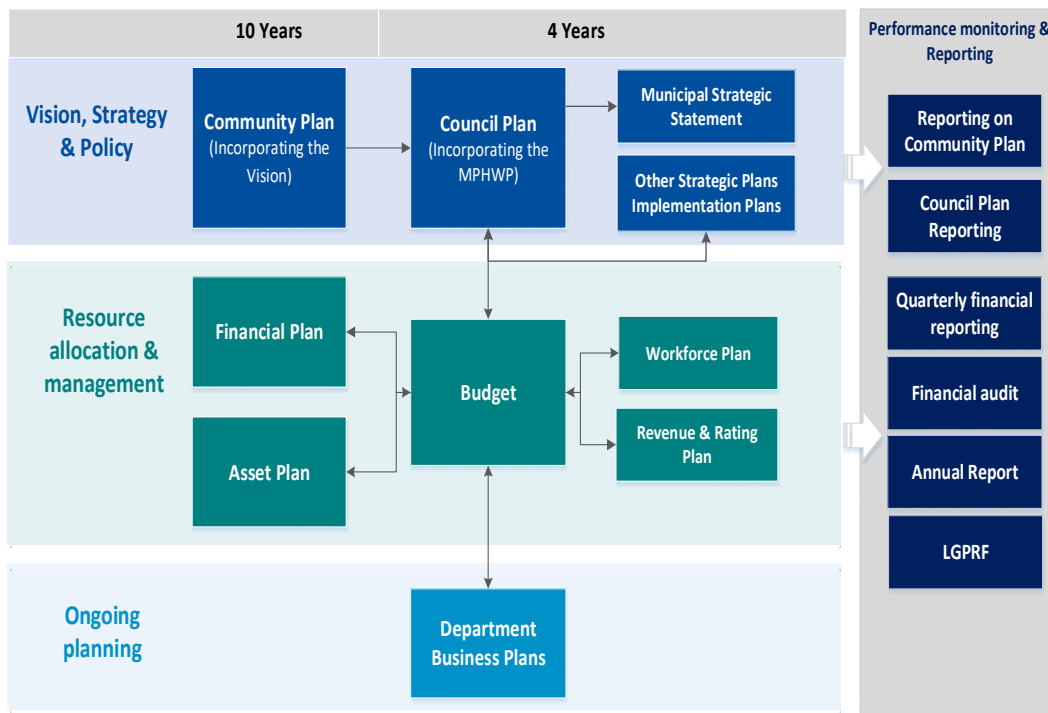 10 Years
4 Years
Performance monitoring &
Reporting
Vision, Strategy
& Policy
Community Plan
(Incorporating the
Vision)
Council Plan
(Incorporating the
MPHWP)
Municipal Strategic
Statement
Other Strategic Plans
Implementation Plans
Reporting on
Community Plan
Council Plan
Reporting
Resource
allocation &
management
Financial Plan
Asset Plan
Budget
Workforce Plan
Revenue & Rating
Plan
Quarterly financial
reporting
Financial audit
Annual Report
LGPRF
Ongoing
planning
Department
Business Plans